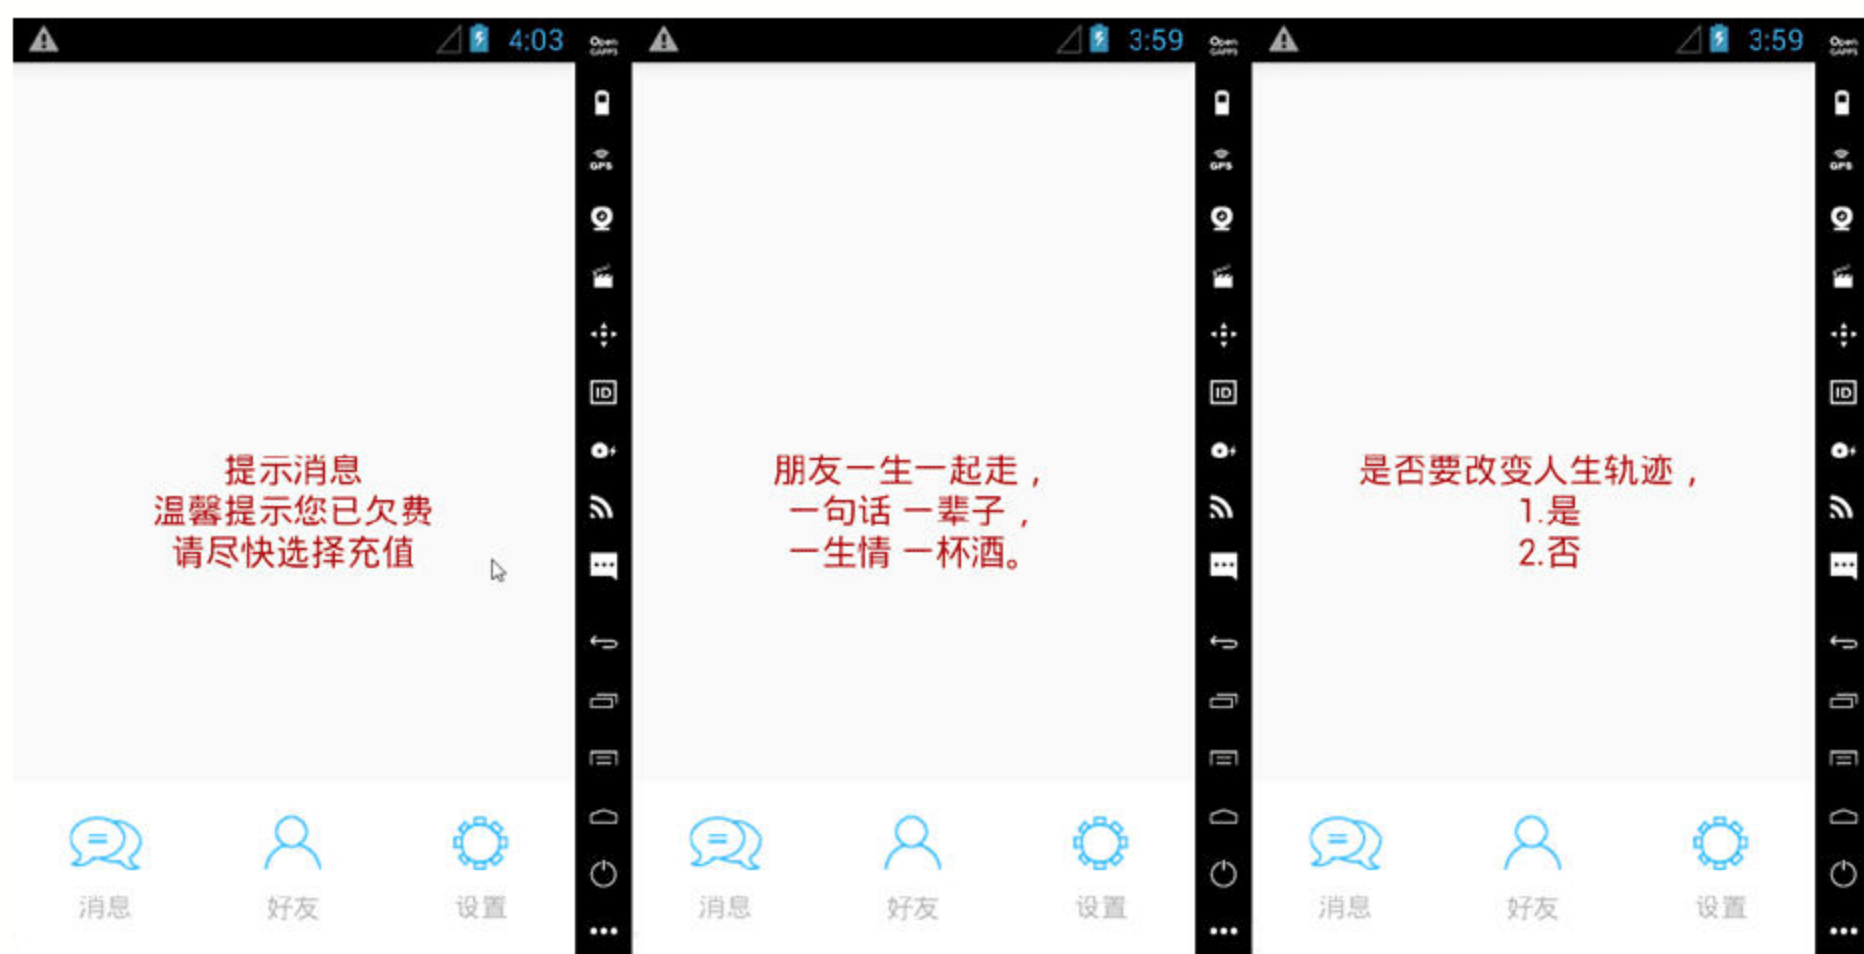 4:03
Open
GAPPS
GPS
ID
提示消息
温馨提示您已欠费
请尽快选择充值
消息
好友
设置
3:59
Open
GAPPS
GPS
ID
朋友一生一起走，
一句话 一辈子，
一生情 一杯酒。
消息
好友
设置
3:59
Open
GAPPS
GPS
ID
是否要改变人生轨迹，
1.是
2.否
消息
好友
设置